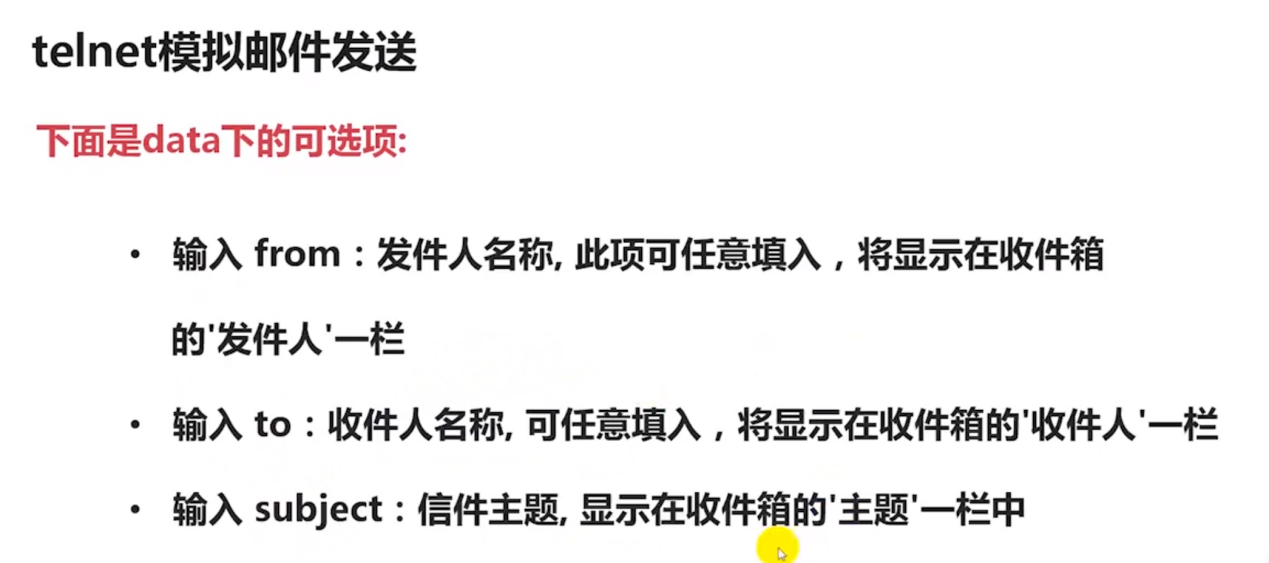 telnet模拟邮件发送
下面是data下的可选项:
• 输入 from：发件人名称, 此项可任意填入，将显示在收件箱
的'发件人'一栏
• 输入 to：收件人名称, 可任意填入，将显示在收件箱的'收件人'一栏
• 输入 subject：信件主题, 显示在收件箱的'主题'一栏中